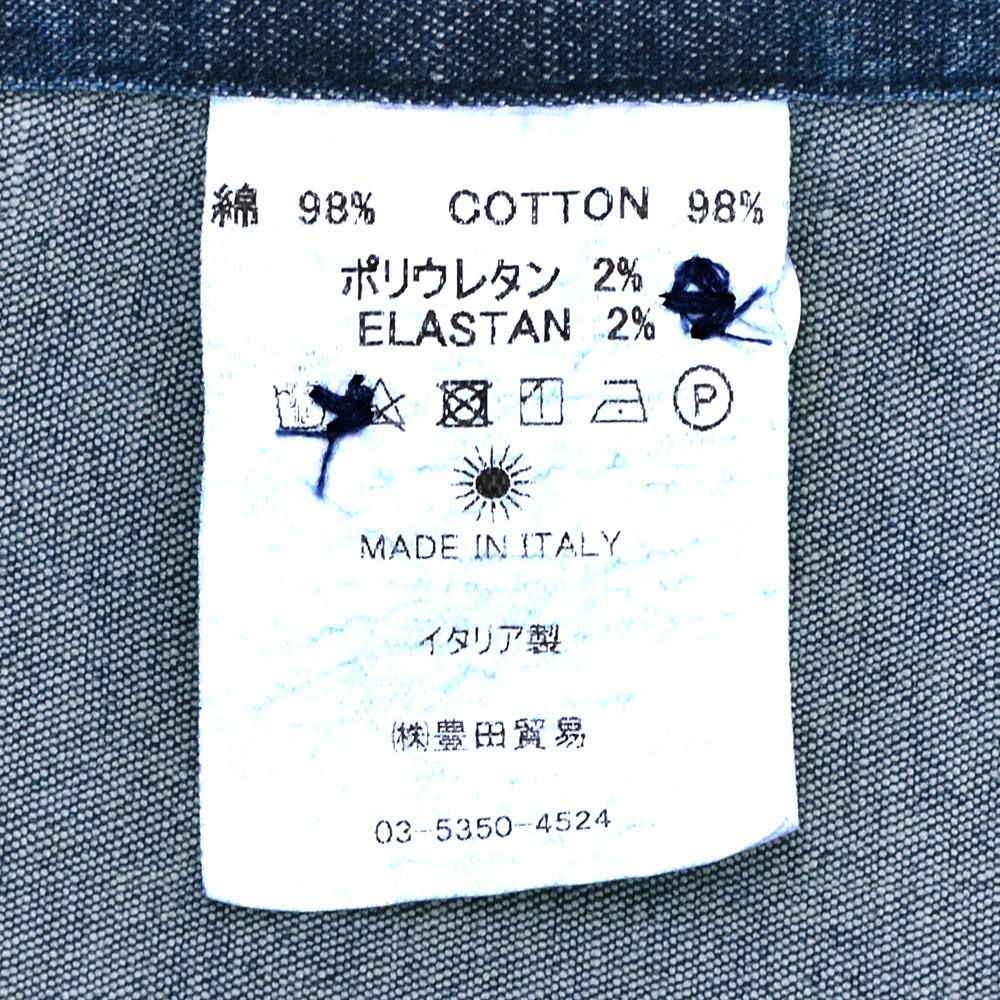 綿 98% COTTON 98%
ポリウレタン 2%
ELASTAN 2%
P
MADE IN ITALY
イタリア製
㈱豊田貿易
03-5350-4524